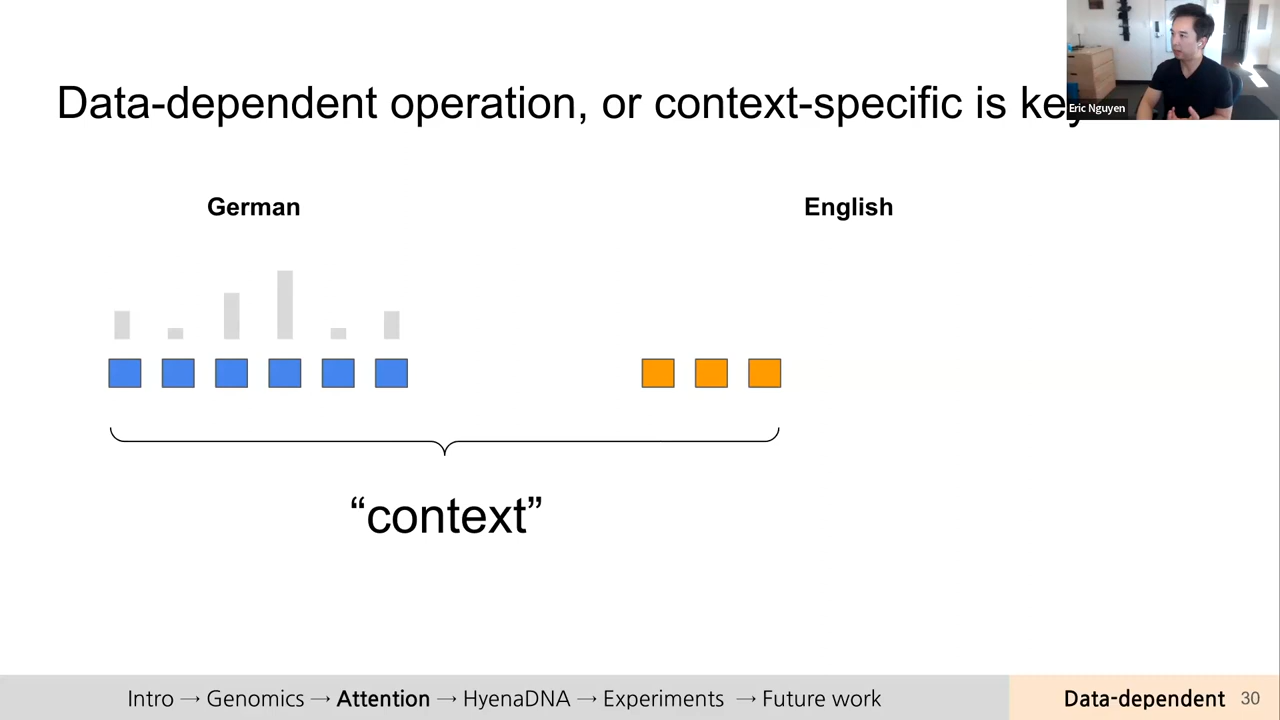 Data-dependent operation, or context-specific is key
Eric Nguyen
German
English
“context”
Intro → Genomics → Attention → HyenaDNA → Experiments → Future work
Data-dependent 30